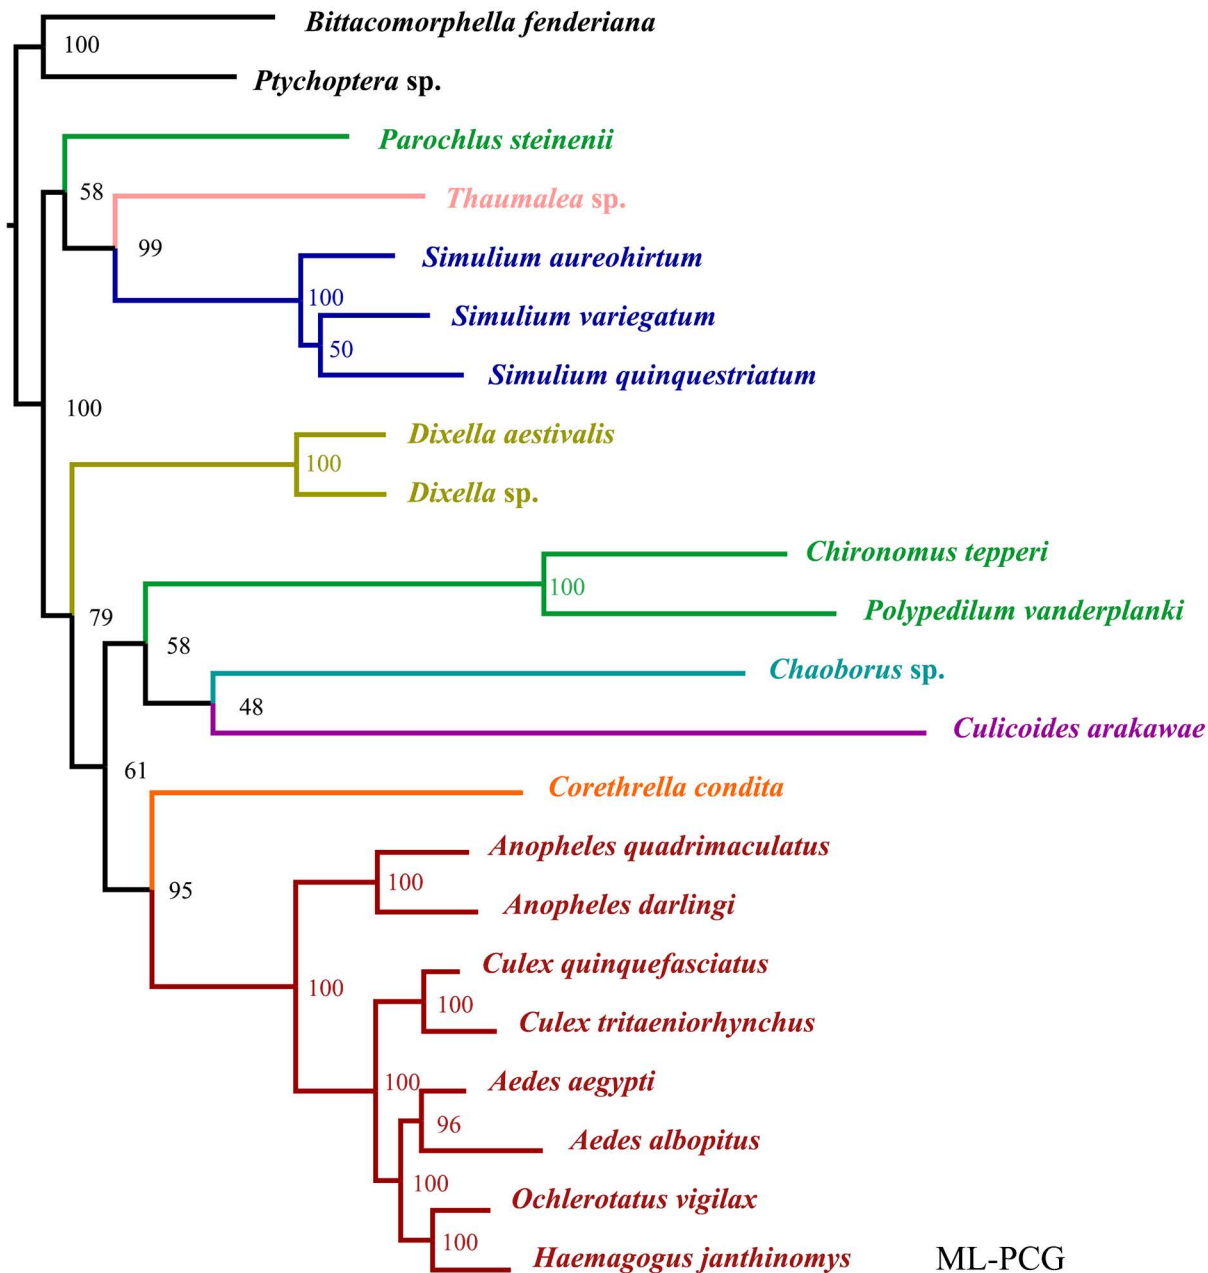 Bittacomorphella fenderiana
100
Ptychoptera sp.
Parochlus steinenii
58
Thaumalea sp.
99
Simulium aureohirtum
100
Simulium variegatum
50
Simulium quinquestriatum
100
Dixella aestivalis
100
Dixella sp.
Chironomus tepperi
100
Polypedilum vanderplanki
79
58
Chaoborus sp.
48
Culicoides arakawae
61
Corethrella condita
Anopheles quadrimaculatus
100
95
Anopheles darlingi
Culex quinquefasciatus
100
100
Culex tritaeniorhynchus
Aedes aegypti
100
96
Aedes albopitus
100
Ochlerotatus vigilax
100
Haemagogus janthinomys
ML-PCG